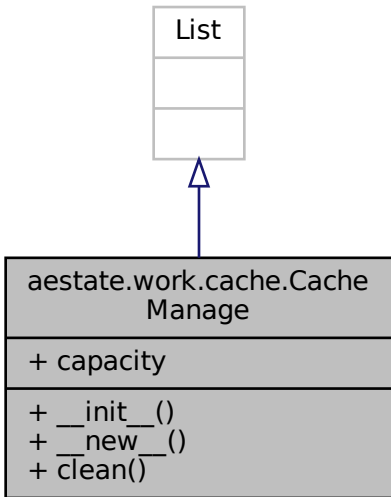 List
aestate.work.cache.Cache
Manage
+ capacity
+ __init__()
+ __new__()
+ clean()